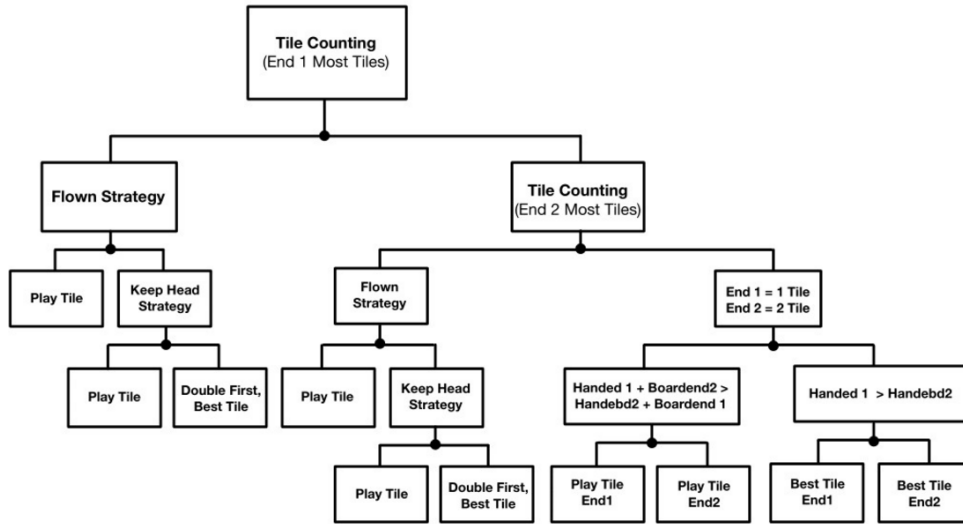 Tile Counting
(End 1 Most Tiles)
Flown Strategy
Tile Counting
(End 2 Most Tiles)
Play Tile
Keep Head
Strategy
Flown
Strategy
End 1 = 1 Tile
End 2 = 2 Tile
Play Tile
Double First,
Best Tile
Play Tile
Keep Head
Strategy
Handed 1 + Boardend2 >
Handebd2 + Boardend 1
Handed 1 > Handebd2
Play Tile
Double First,
Best Tile
Play Tile
End1
Play Tile
End2
Best Tile
End1
Best Tile
End2